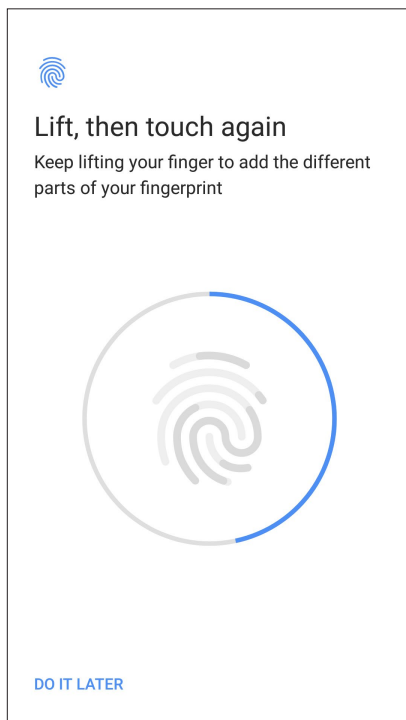 Lift, then touch again
Keep lifting your finger to add the different
parts of your fingerprint
DO IT LATER